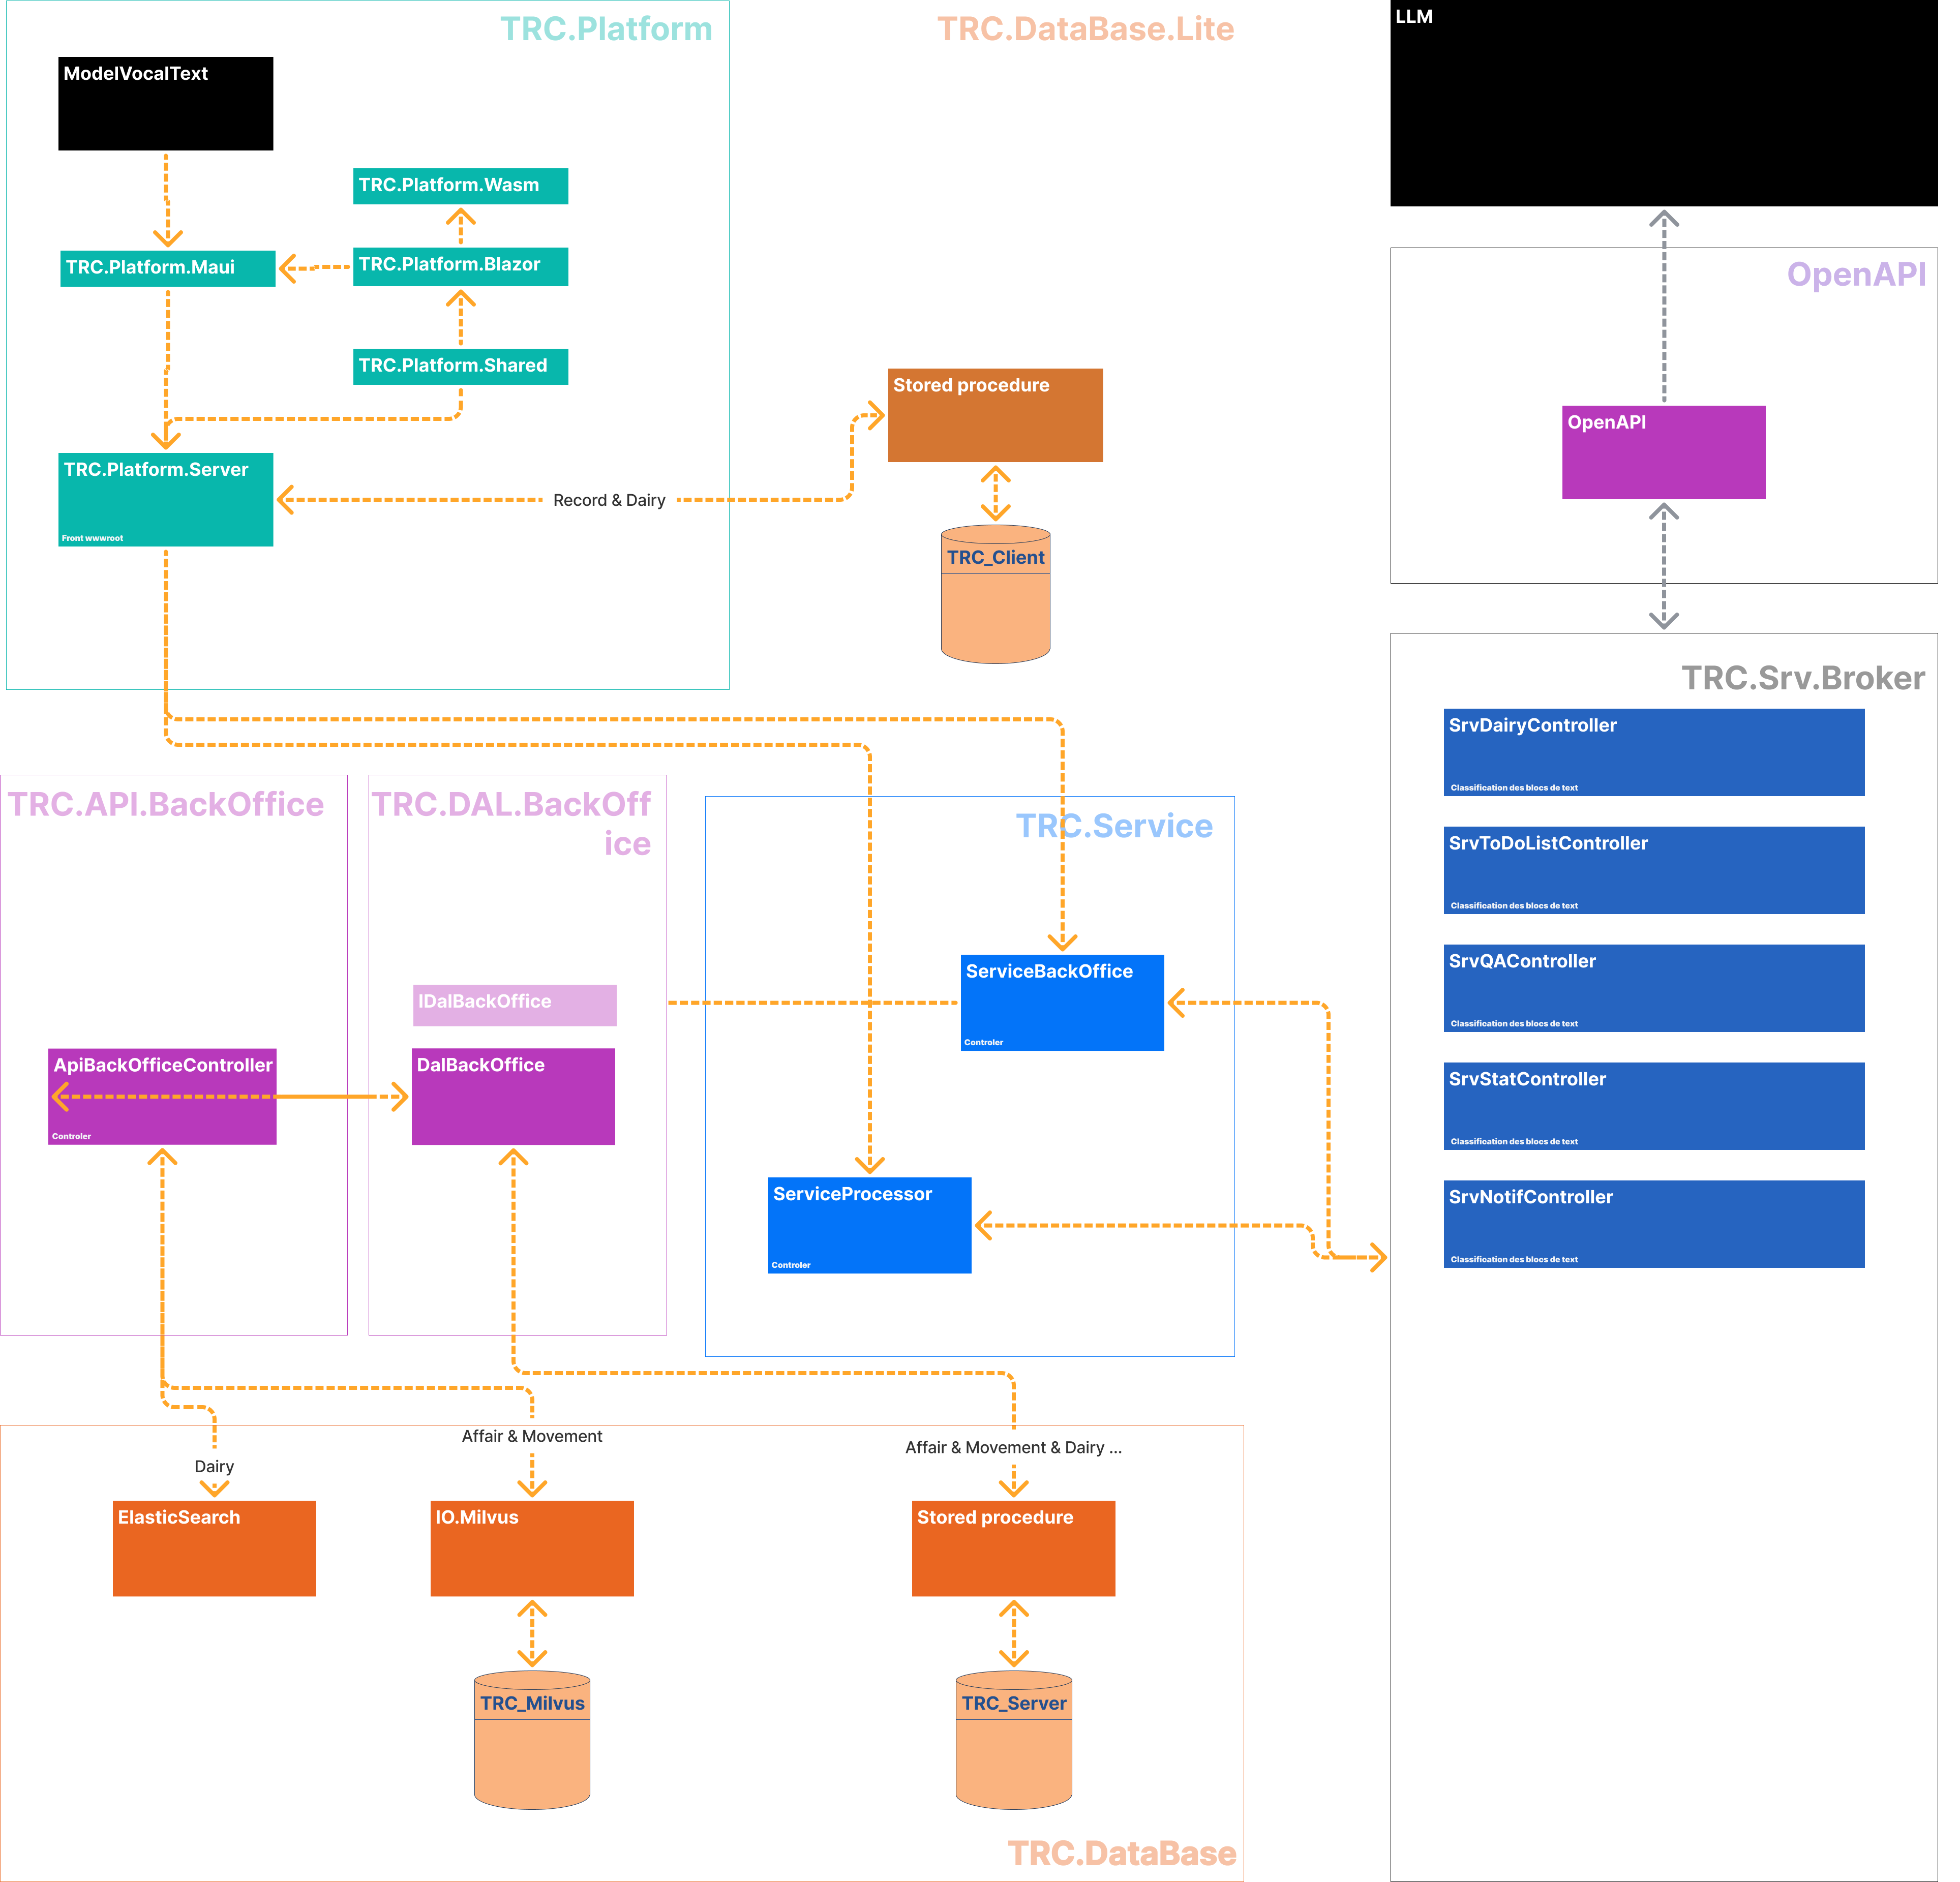 TRC.Platform
TRC.DataBase.Lite
LLM
ModelVocalText
TRC.Platform.Wasm
TRC.Platform.Maui
TRC.Platform.Blazor
OpenAPI
TRC.Platform.Shared
Stored procedure
OpenAPI
TRC.Platform.Server
Front wwwroot
Record & Dairy
TRC_Client
TRC.Srv.Broker
SrvDairyController
Classification des blocs de text
SrvToDoListController
Classification des blocs de text
SrvQAController
Classification des blocs de text
SrvStatController
Classification des blocs de text
SrvNotifController
Classification des blocs de text
TRC.API.BackOffice
TRC.DAL.BackOff
ice
TRC.Service
ServiceBackOffice
Controler
IDalBackOffice
ApiBackOfficeController
Controler
DalBackOffice
ServiceProcessor
Controler
Affair & Movement
Affair & Movement & Dairy ...
Dairy
ElasticSearch
IO.Milvus
Stored procedure
TRC_Milvus
TRC_Server
TRC.DataBase